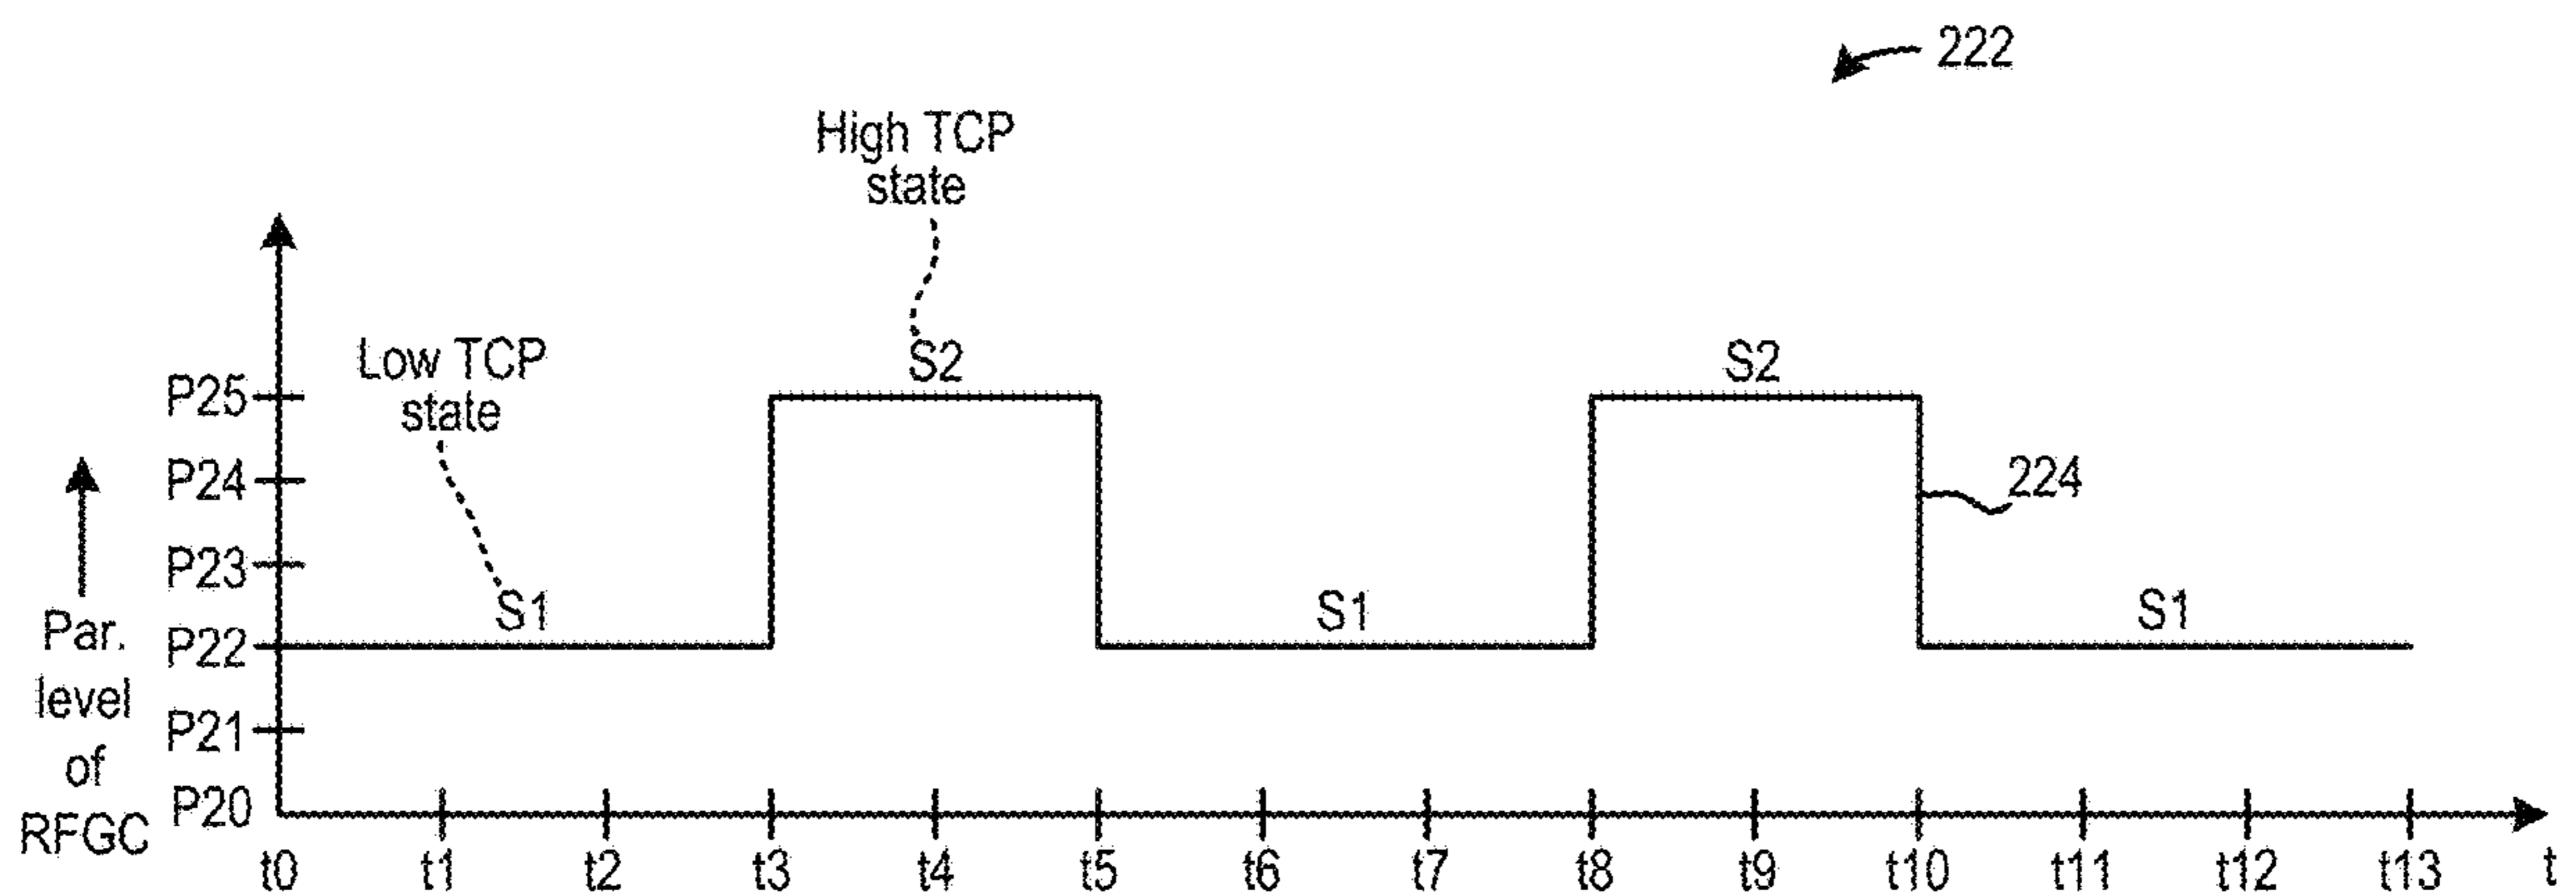 222
High TCP
state
Low TCP
state
S2
S2
P25
P24
224
P23
S1
S1
S1
Par.
level
of
RFGC
P22
P21
P20
t0
t1
t2
t3
t4
t5
t6
t7
t8
t9
t10
t11
t12
t13
t